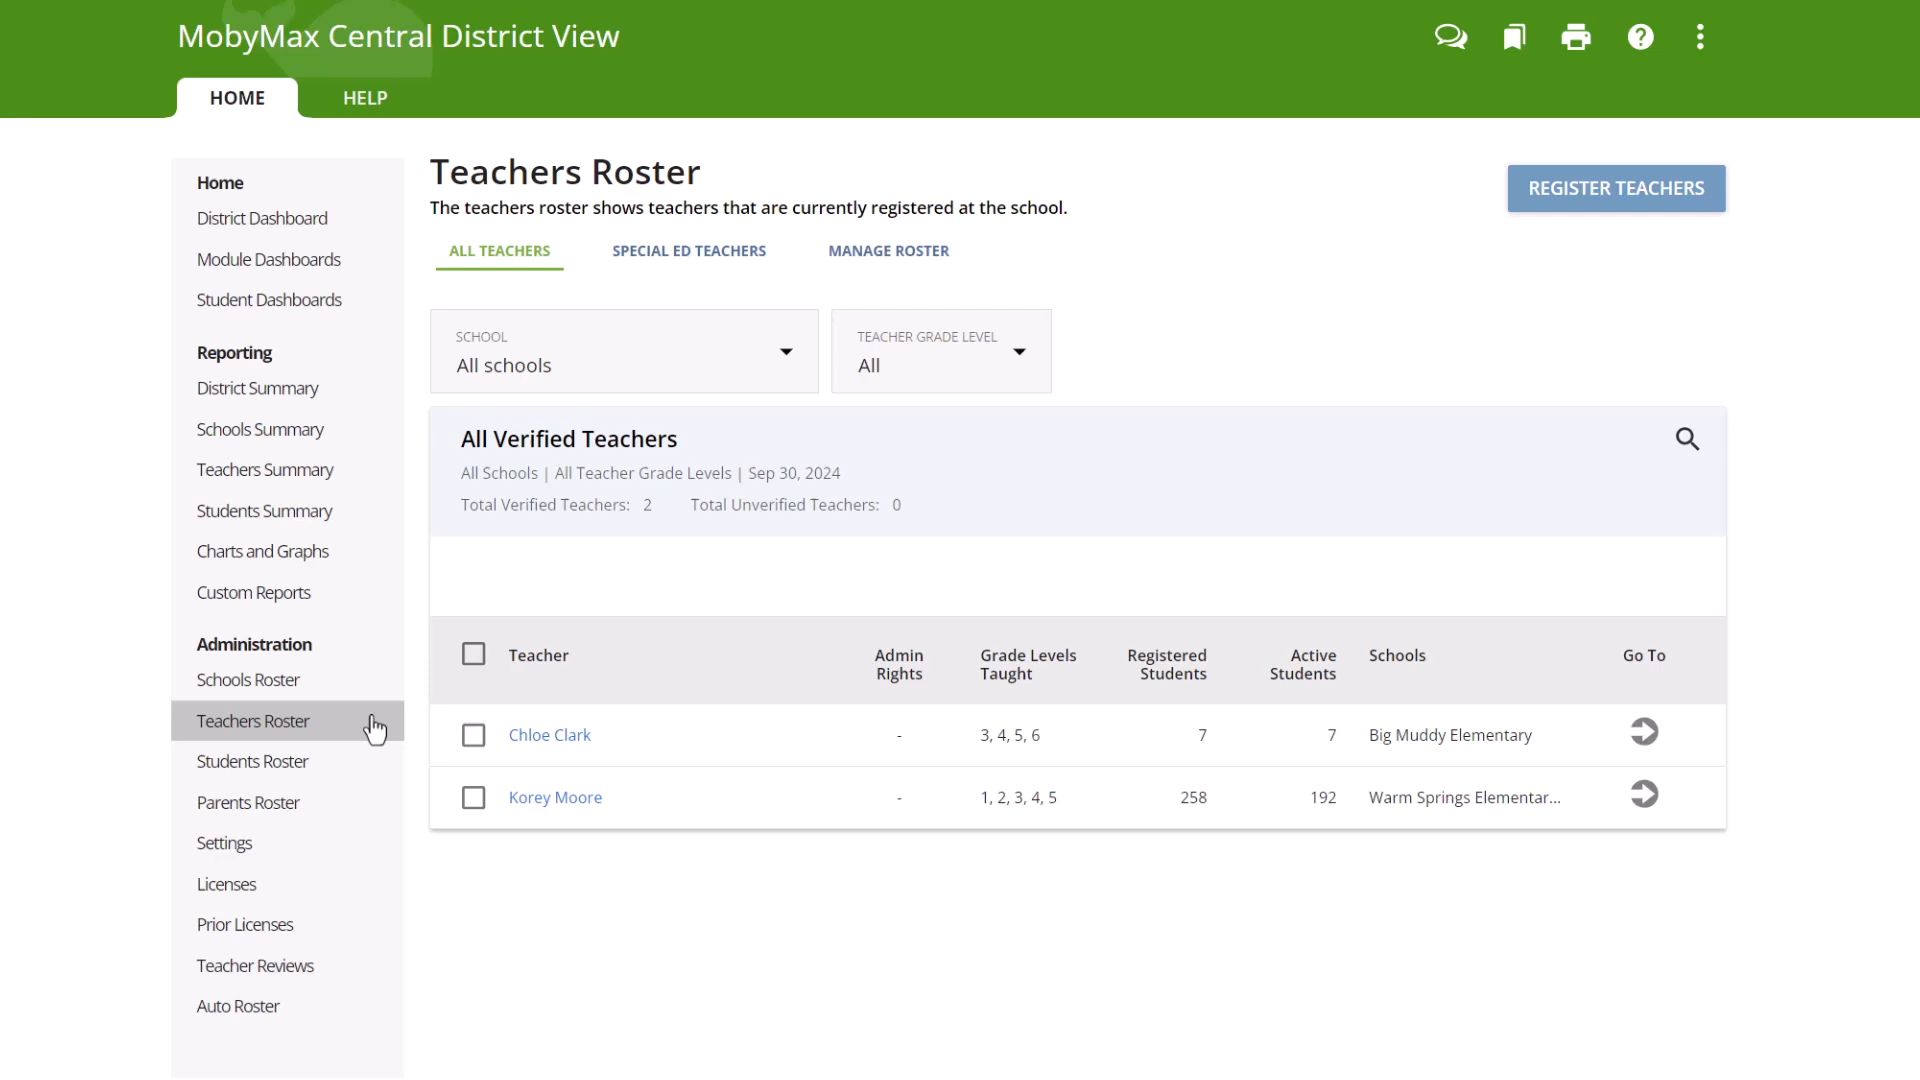 MobyMax Central District View
HOME
HELP
Home
District Dashboard
Module Dashboards
Student Dashboards
Reporting
District Summary
Schools Summary
Teachers Summary
Students Summary
Charts and Graphs
Custom Reports
Administration
Schools Roster
Teachers Roster
Students Roster
Parents Roster
Settings
Licenses
Prior Licenses
Teacher Reviews
Auto Roster
Teachers Roster
The teachers roster shows teachers that are currently registered at the school.
REGISTER TEACHERS
ALL TEACHERS
SPECIAL ED TEACHERS
MANAGE ROSTER
SCHOOL
All schools
TEACHER GRADE LEVEL
All
All Verified Teachers
All Schools | All Teacher Grade Levels | Sep 30, 2024
Total Verified Teachers: 2 Total Unverified Teachers: 0
Teacher
Admin
Rights
Grade Levels
Taught
Registered
Students
Active
Students
Schools
Go To
Chloe Clark - 3, 4, 5, 6 7 7 Big Muddy Elementary
Korey Moore - 1, 2, 3, 4, 5 258 192 Warm Springs Elementar...